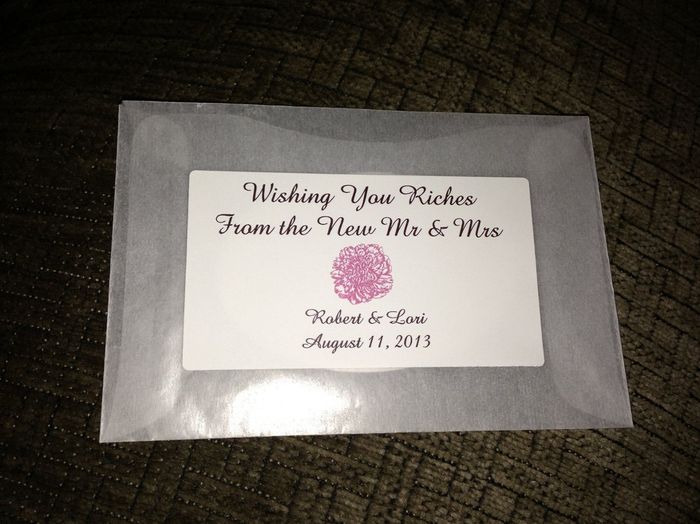 Wishing You Riches
From the New Mr & Mrs
Robert & Lori
August 11, 2013